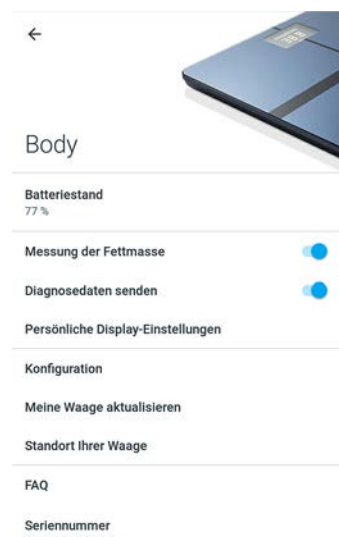 Body
Batteriestand
77 %
Messung der Fettmasse
Diagnosedaten senden
Persönliche Display-Einstellungen
Konfiguration
Meine Waage aktualisieren
Standort Ihrer Waage
FAQ
Seriennummer